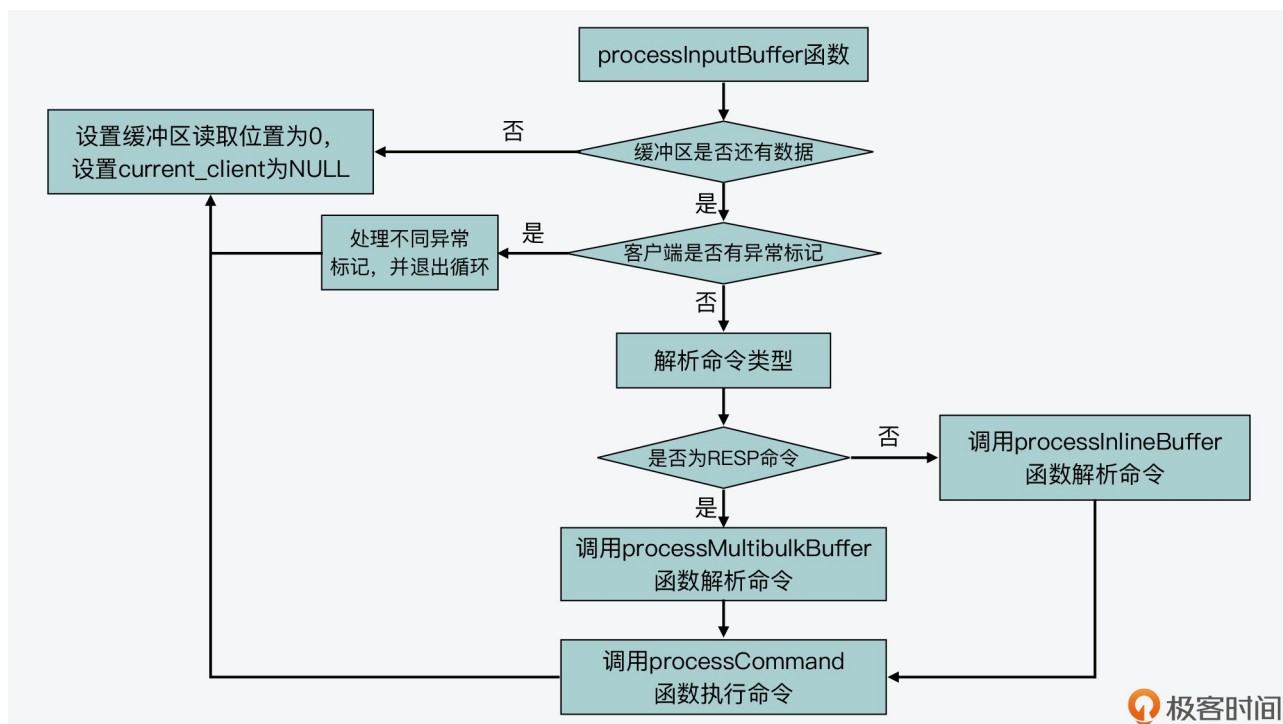 processInputBuffer函数
缓冲区是否还有数据
否
设置缓冲区读取位置为0，
设置current_client为NULL
是
客户端是否有异常标记
是
处理不同异常
标记，并退出循环
否
解析命令类型
是否为RESP命令
否
调用processInlineBuffer
函数解析命令
是
调用processMultibulkBuffer
函数解析命令
调用processCommand
函数执行命令
极客时间